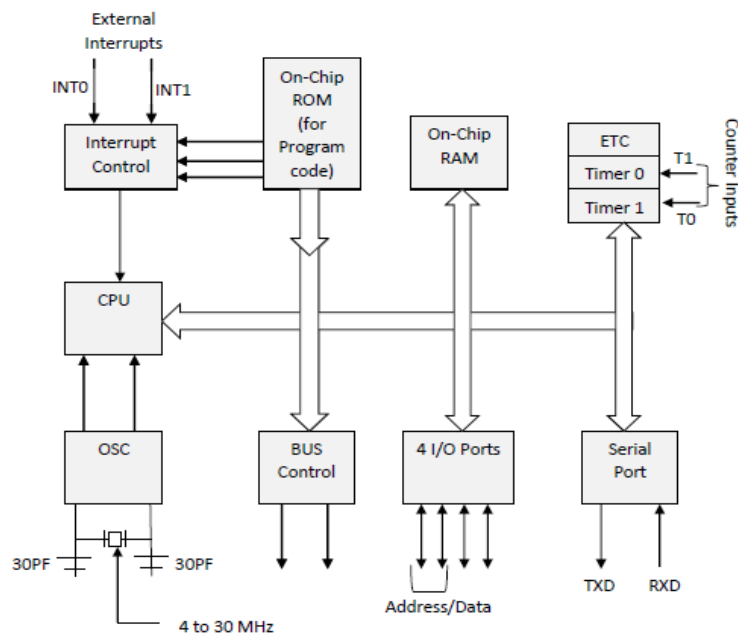 External
Interrupts
INT0
INT1
Interrupt
Control
On-Chip
ROM
(for
Program
code)
On-Chip
RAM
ETC
Timer 0
Timer 1
T1
T0
Counter Inputs
CPU
OSC
BUS
Control
4 I/O Ports
Serial
Port
30PF
30PF
4 to 30 MHz
Address/Data
TXD
RXD